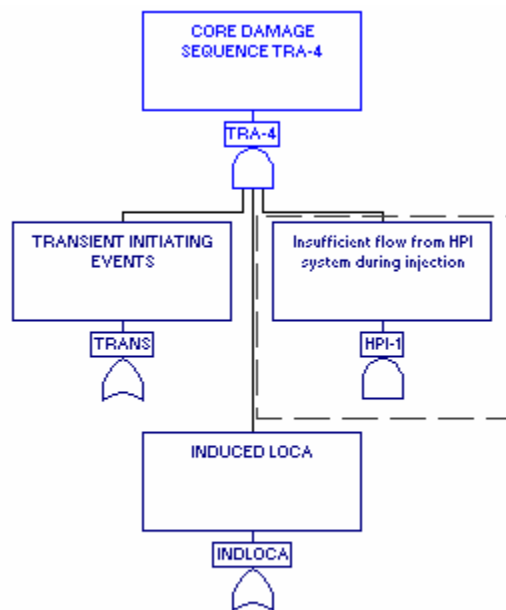 CORE DAMAGE
SEQUENCE TRA-4
TRA-4
TRANSIENT INITIATING
EVENTS
TRANS
Insufficient flow from HPI
system during injection
HPI-1
INDUCED LOCA
INDLOCA